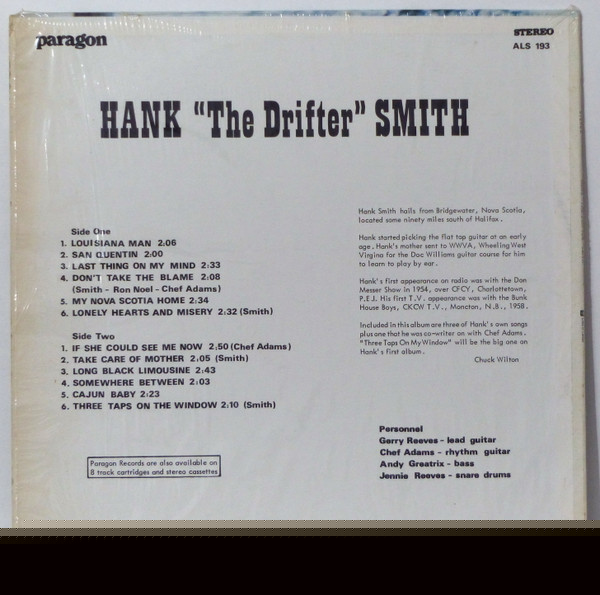 paragon
STEREO
ALS 193
HANK "The Drifter" SMITH
Side One
1. LOUISIANA MAN 2:06
2. SAN QUENTIN 2:00
3. LAST THING ON MY MIND 2:33
4. DON'T TAKE THE BLAME 2:08
(Smith - Ron Noel - Chef Adams)
5. MY NOVA SCOTIA HOME 2:34
6. LONELY HEARTS AND MISERY 2:32 (Smith)
Side Two
1. IF SHE COULD SEE ME NOW 2.50 (Chef Adams)
2. TAKE CARE OF MOTHER 2.05 (Smith)
3. LONG BLACK LIMOUSINE 2:43
4. SOMEWHERE BETWEEN 2:03
5. CAJUN BABY 2:23
6. THREE TAPS ON THE WINDOW 2:10 (Smith)
Paragon Records are also available on
8 track cartridges and stereo cassettes
Hank Smith hails from Bridgewater, Nova Scotia,
located some ninety miles south of Halifax.
Hank started picking the flat top guitar at an early
age. Hank's mother sent to WWVA, Wheeling West
Virgina for the Doc Williams guitar course for him
to learn to play by ear.
Hank's first appearance on radio was with the Don
Messer Show in 1954, over CFCY, Charlottetown,
P.E.I. His first T.V. appearance was with the Bunk
House Boys, CKCW T.V., Moncton, N.B., 1958.
Included in this album are three of Hank's own songs
plus one that he was co-writer on with Chef Adams.
"Three Taps On My Window" will be the big one on
Hank's first album.
Chuck Wilton
Personnel
Gerry Reeves - lead guitar
Chef Adams - rhythm guitar
Andy Greatrix - bass
Jennie Reeves - snare drums